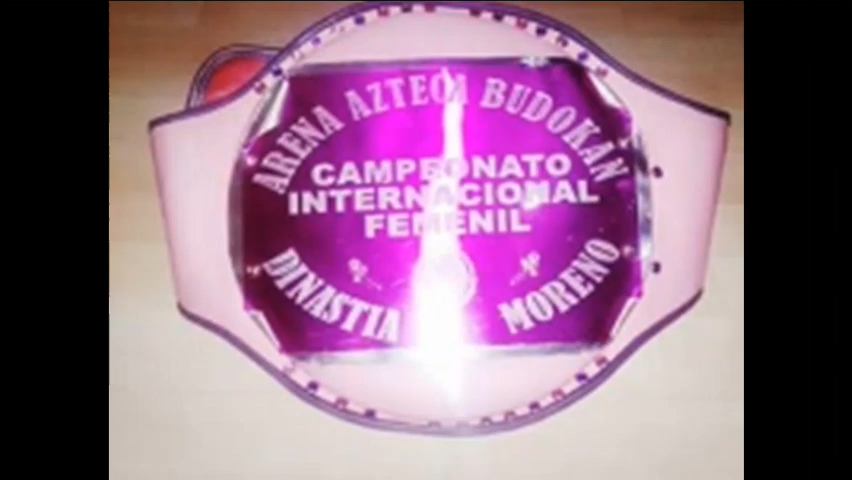 ARENA AZTECA BUDOKAN
CAMPEONATO
INTERNACIONAL
FEMENIL
DINASTIA MORENO